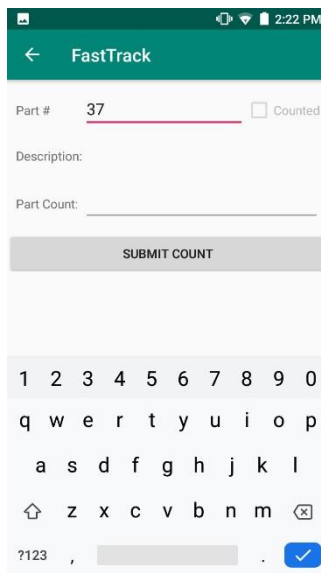 2:22 PM
FastTrack
Part # 37 Counted
Description:
Part Count:
SUBMIT COUNT
1 2 3 4 5 6 7 8 9 0
q w e r t y u i o p
a s d f g h j k l
z x c v b n m
?123 , .